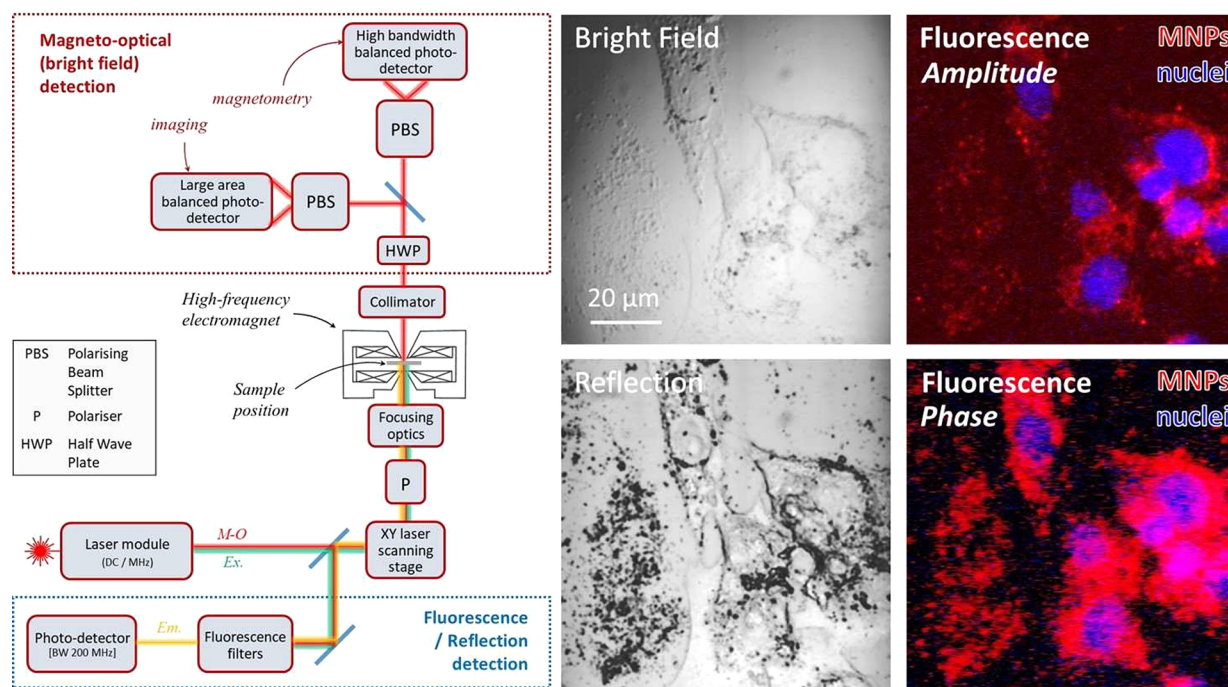 Magneto-optical
(bright field)
detection
High bandwidth
balanced photo-
detector
magnetometry
imaging
PBS
Large area
balanced photo-
detector
PBS
HWP
Collimator
High-frequency
electromagnet
Sample
position
PBS Polarising
Beam
Splitter
P Polariser
HWP Half Wave
Plate
Focusing
optics
P
Laser module
(DC / MHz)
M-O
Ex.
XY laser
scanning
stage
Photo-detector
[BW 200 MHz]
Em.
Fluorescence
filters
Fluorescence
/ Reflection
detection
Bright Field
20 µm
Fluorescence
Amplitude
MNPs
nuclei
Reflection
Fluorescence
Phase
MNPs
nuclei